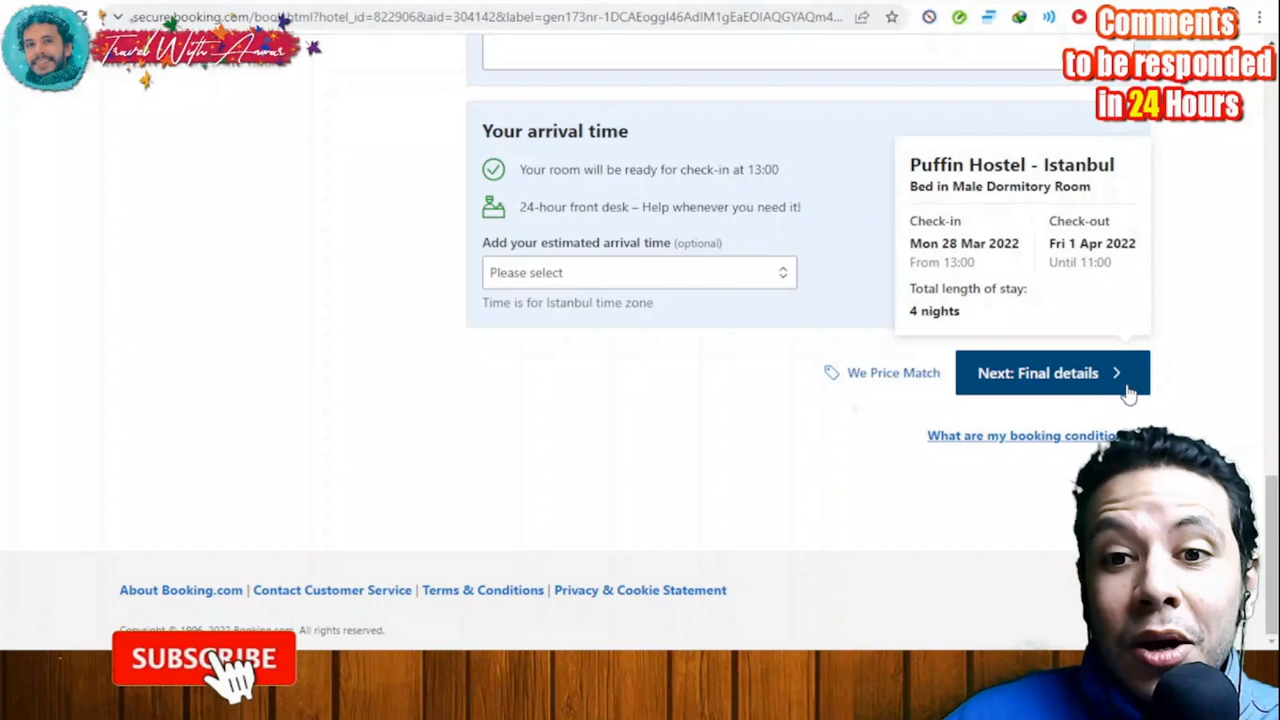 secure.booking.com/book.html?hotel_id=822906&aid=304142&label=gen173nr-1DCAEoggI46AdIM1gEaEOIAQGYAQm4...
Travel With Anwar
Comments
to be responded
in 24 Hours
Your arrival time
Your room will be ready for check-in at 13:00
24-hour front desk – Help whenever you need it!
Add your estimated arrival time (optional)
Please select
Time is for Istanbul time zone
Puffin Hostel - Istanbul
Bed in Male Dormitory Room
Check-in
Check-out
Mon 28 Mar 2022
Fri 1 Apr 2022
From 13:00
Until 11:00
Total length of stay:
4 nights
We Price Match
Next: Final details
What are my booking conditio
About Booking.com | Contact Customer Service | Terms & Conditions | Privacy & Cookie Statement
Copyright © 1996–2022 Booking.com. All rights reserved.
SUBSCRIBE